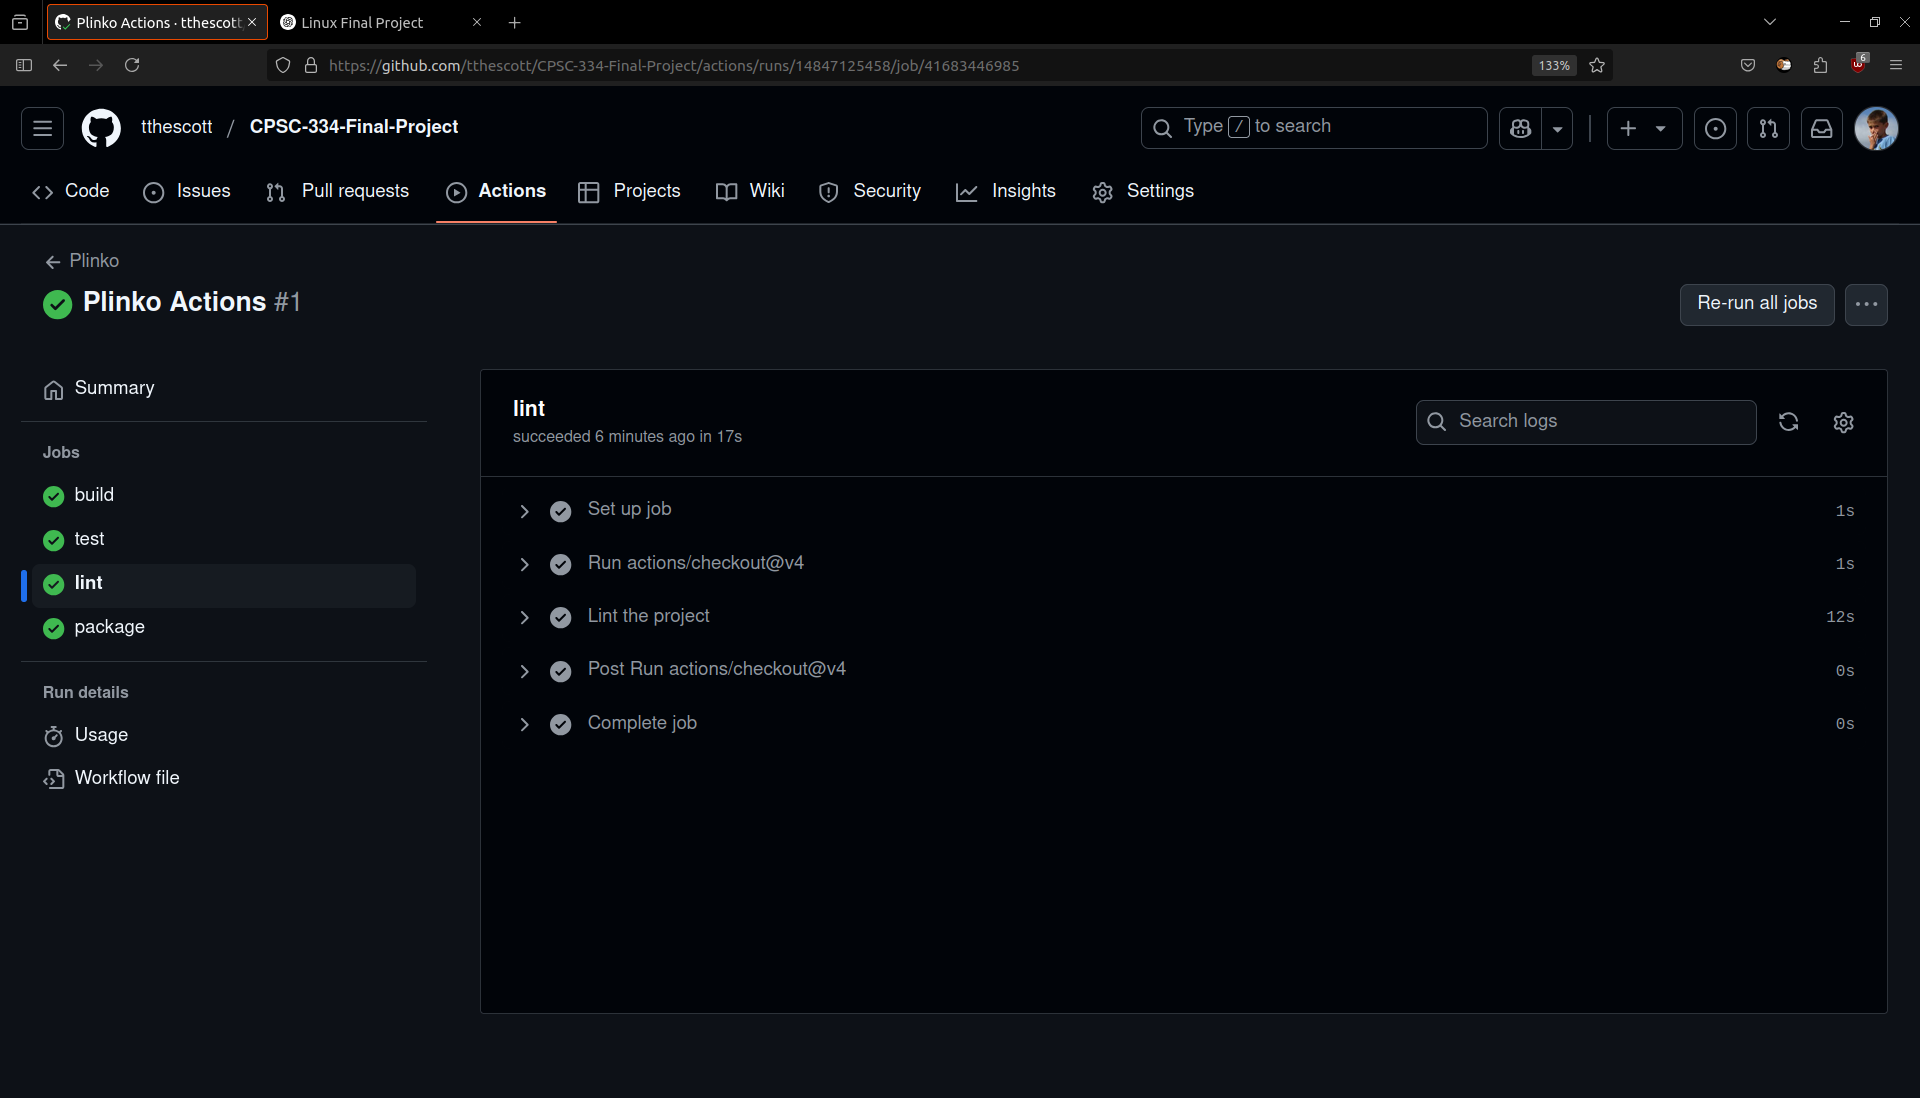 Plinko Actions · tthescott
Linux Final Project
https://github.com/tthescott/CPSC-334-Final-Project/actions/runs/14847125458/job/41683446985
133%
6
tthescott / CPSC-334-Final-Project
Type / to search
Code
Issues
Pull requests
Actions
Projects
Wiki
Security
Insights
Settings
Plinko
Plinko Actions #1
Re-run all jobs
Summary
Jobs
build
test
lint
package
Run details
Usage
Workflow file
lint
succeeded 6 minutes ago in 17s
Search logs
Set up job 1s
Run actions/checkout@v4 1s
Lint the project 12s
Post Run actions/checkout@v4 0s
Complete job 0s